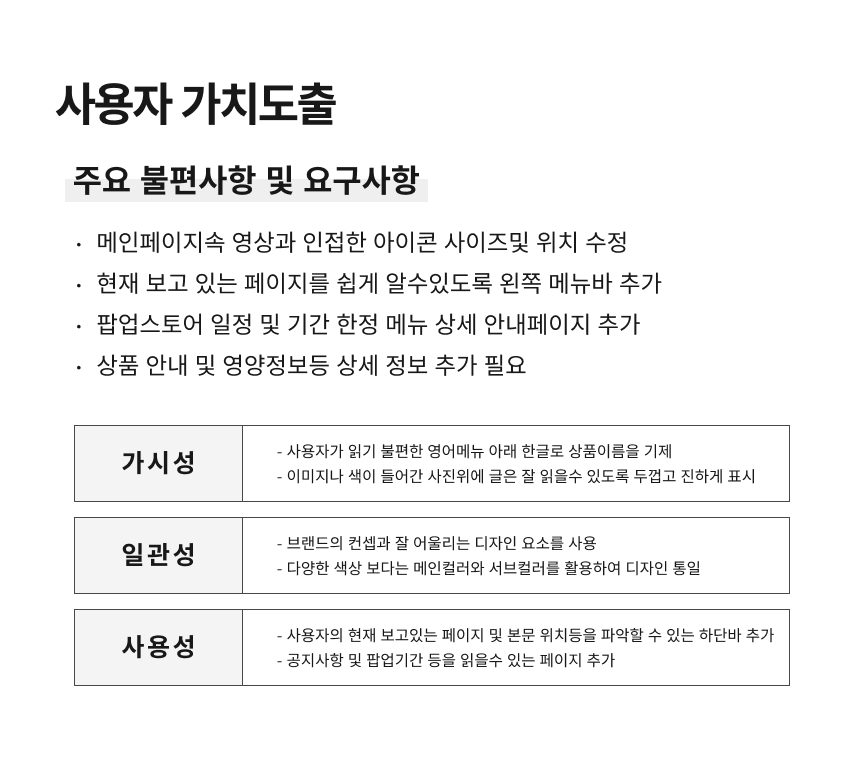 사용자 가치도출
주요 불편사항 및 요구사항
• 메인페이지속 영상과 인접한 아이콘 사이즈및 위치 수정
• 현재 보고 있는 페이지를 쉽게 알수있도록 왼쪽 메뉴바 추가
• 팝업스토어 일정 및 기간 한정 메뉴 상세 안내페이지 추가
• 상품 안내 및 영양정보등 상세 정보 추가 필요
가시성
- 사용자가 읽기 불편한 영어메뉴 아래 한글로 상품이름을 기제
- 이미지나 색이 들어간 사진위에 글은 잘 읽을수 있도록 두껍고 진하게 표시
일관성
- 브랜드의 컨셉과 잘 어울리는 디자인 요소를 사용
- 다양한 색상 보다는 메인컬러와 서브컬러를 활용하여 디자인 통일
사용성
- 사용자의 현재 보고있는 페이지 및 본문 위치등을 파악할 수 있는 하단바 추가
- 공지사항 및 팝업기간 등을 읽을수 있는 페이지 추가